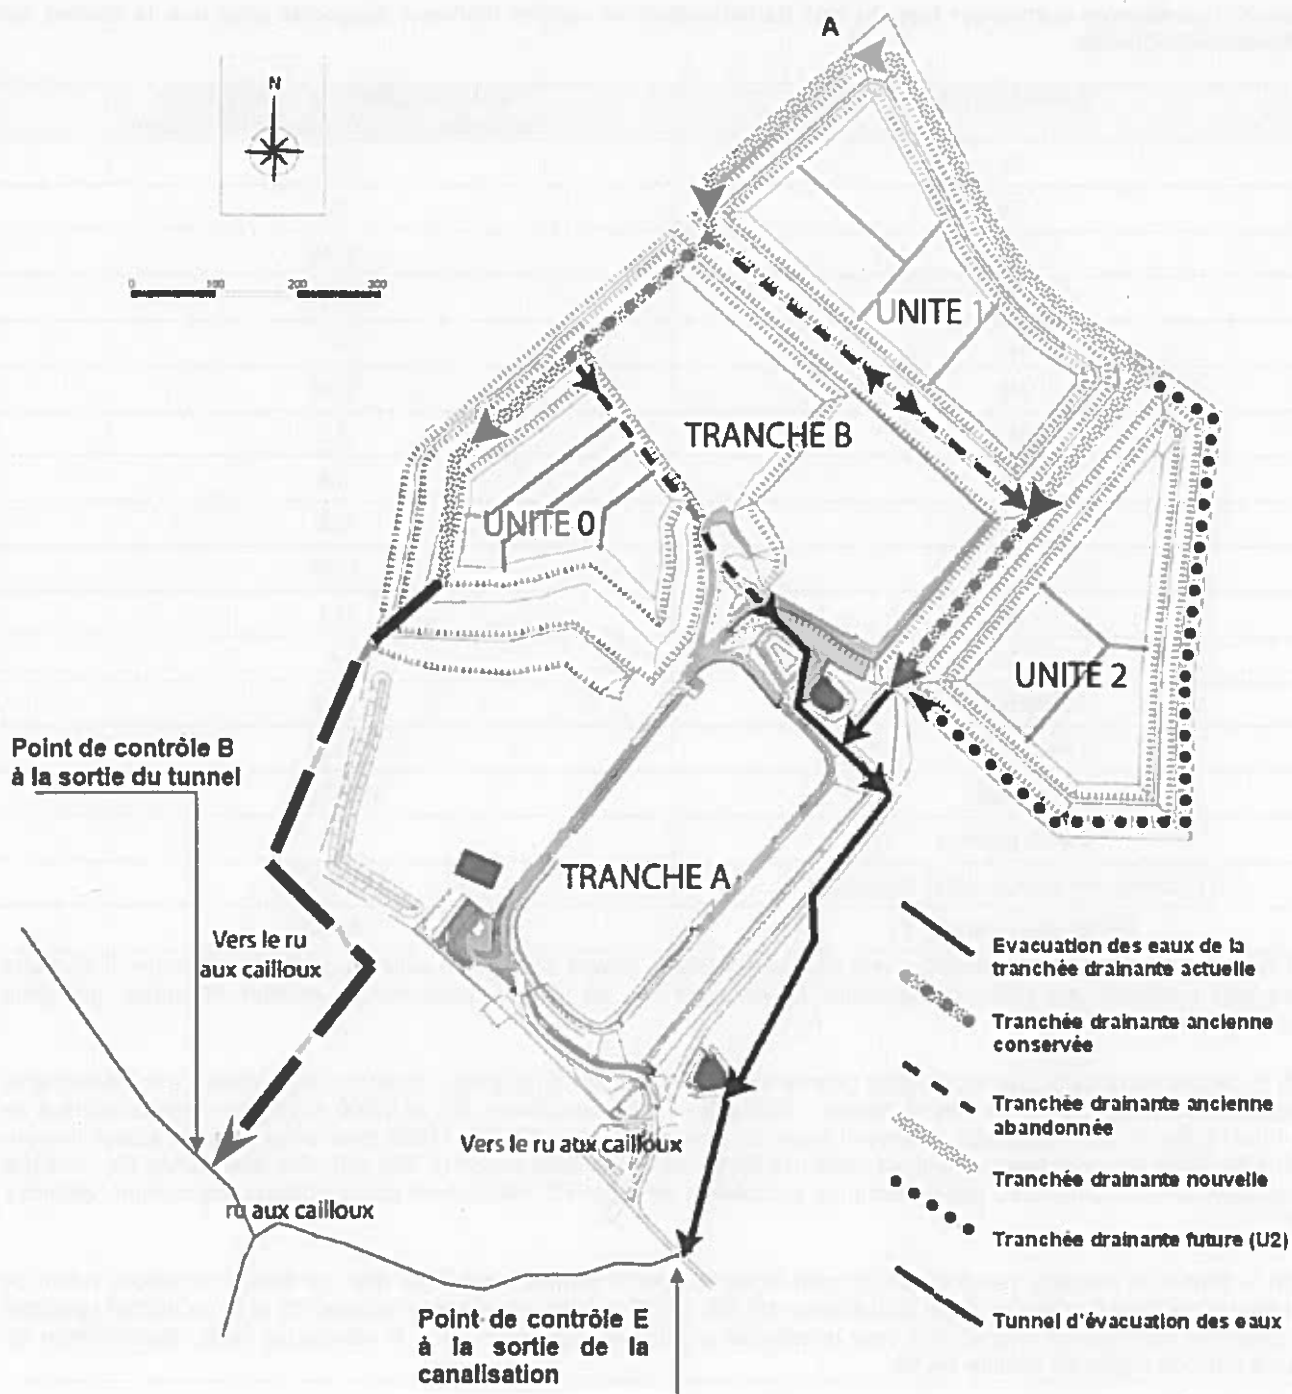 A
N
0 100 200 300
UNITE 1
TRANCHE B
UNITE 0
UNITE 2
Point de contrôle B
à la sortie du tunnel
TRANCHE A
Vers le ru
aux cailloux
Evacuation des eaux de la
tranchée drainante actuelle
Tranchée drainante ancienne
conservée
Tranchée drainante ancienne
abandonnée
Vers le ru aux cailloux
Tranchée drainante nouvelle
ru aux cailloux
Tranchée drainante future (U2)
Point de contrôle E
à la sortie de la
canalisation
Tunnel d'évacuation des eaux